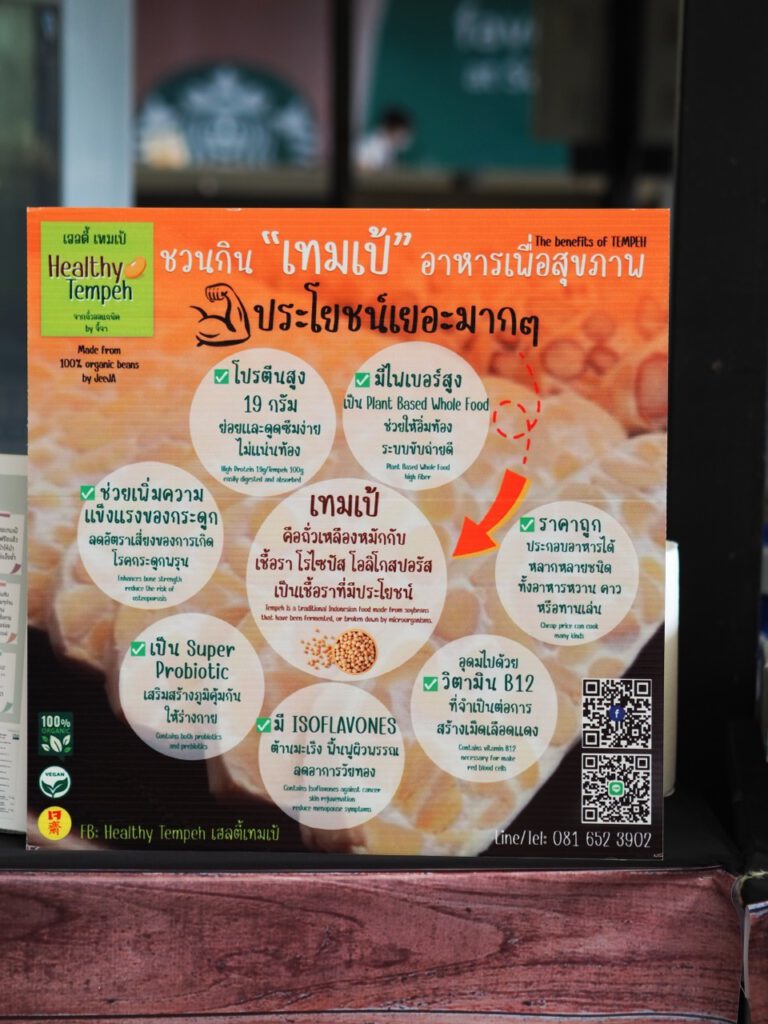 เฮลตี้ เทมเป้
Healthy
Tempeh
by จี้จา
Made from
100% organic beans
by JeeJA
The benefits of TEMPEH
ชวนกิน “เทมเป้” อาหารเพื่อสุขภาพ
ประโยชน์เยอะมากๆ
โปรตีนสูง
19 กรัม
ย่อยและดูดซึมง่าย
ไม่แน่นท้อง
High Protein 19g/Tempeh 100g
easily digested and absorbed
มีไฟเบอร์สูง
เป็น Plant Based Whole Food
ช่วยให้อิ่มท้อง
ระบบขับถ่ายดี
Plant Based Whole Food
high fiber
ช่วยเพิ่มความ
แข็งแรงของกระดูก
ลดอัตราเสี่ยงของการเกิด
โรคกระดูกพรุน
Enhances bone strength
reduce the risk of
osteoporosis
เทมเป้
คือถั่วเหลืองหมักกับ
เชื้อรา ไรโซปัส โอลิโกสปอรัส
เป็นเชื้อราที่มีประโยชน์
Tempeh is a traditional Indonesian food made from soybeans
that have been fermented, or broken down by microorganisms.
ราคาถูก
ประกอบอาหารได้
หลากหลายชนิด
ทั้งอาหารหวาน คาว
หรือทานเล่น
Cheap price can cook
many kinds
เป็น Super
Probiotic
เสริมสร้างภูมิคุ้มกัน
ให้ร่างกาย
Contains both probiotics
and prebiotics
มี ISOFLAVONES
ต้านมะเร็ง ฟื้นฟูผิวพรรณ
ลดอาการวัยทอง
Contains Isoflavones against cancer
skin rejuvenation
reduce menopause symptoms
อุดมไปด้วย
วิตามิน B12
ที่จำเป็นต่อการ
สร้างเม็ดเลือดแดง
Contains vitamin B12
necessary for make
red blood cells
100%
ORGANIC
VEGAN
เจ
齋
FB: Healthy Tempeh เฮลตี้เทมเป้
Line/Tel: 081 652 3902